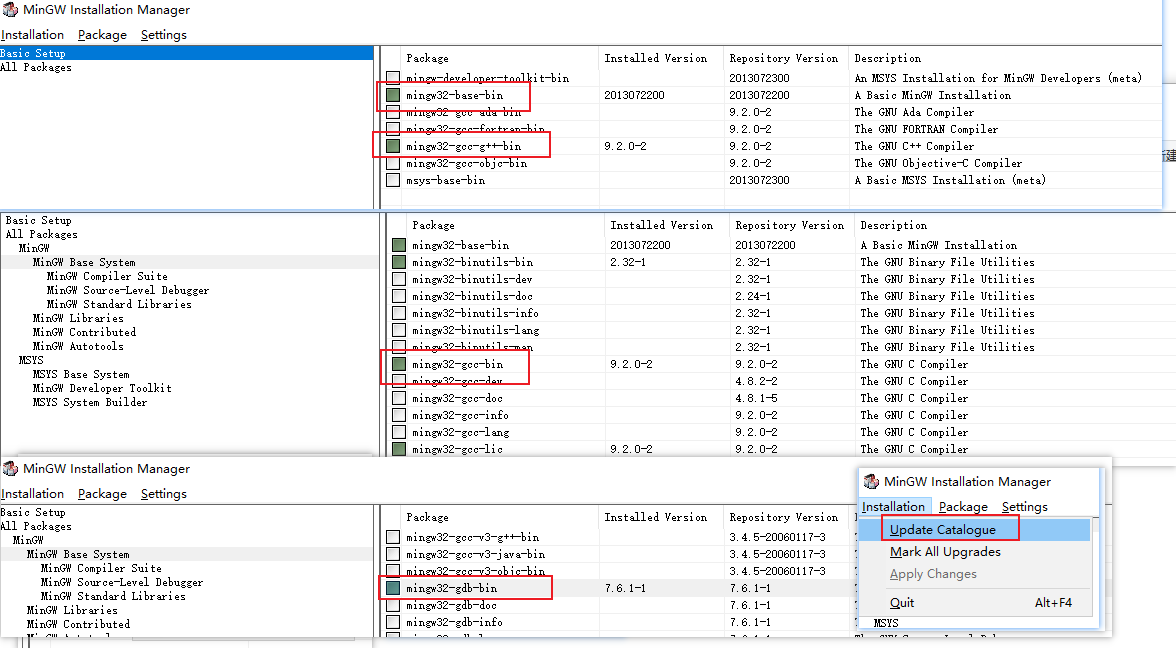 MinGW Installation Manager
Installation Package Settings
Basic Setup
All Packages
Package Installed Version Repository Version Description
mingw-developer-toolkit-bin 2013072300 An MSYS Installation for MinGW Developers (meta)
mingw32-base-bin 2013072200 2013072200 A Basic MinGW Installation
mingw32-gcc-ada-bin 9.2.0-2 The GNU Ada Compiler
mingw32-gcc-fortran-bin 9.2.0-2 The GNU FORTRAN Compiler
mingw32-gcc-g++-bin 9.2.0-2 9.2.0-2 The GNU C++ Compiler
mingw32-gcc-objc-bin 9.2.0-2 The GNU Objective-C Compiler
msys-base-bin 2013072300 A Basic MSYS Installation (meta)
Basic Setup
All Packages
MinGW
MinGW Base System
MinGW Compiler Suite
MinGW Source-Level Debugger
MinGW Standard Libraries
MinGW Libraries
MinGW Contributed
MinGW Autotools
MSYS
MSYS Base System
MinGW Developer Toolkit
MSYS System Builder
Package Installed Version Repository Version Description
mingw32-base-bin 2013072200 2013072200 A Basic MinGW Installation
mingw32-binutils-bin 2.32-1 2.32-1 The GNU Binary File Utilities
mingw32-binutils-dev 2.32-1 The GNU Binary File Utilities
mingw32-binutils-doc 2.24-1 The GNU Binary File Utilities
mingw32-binutils-info 2.32-1 The GNU Binary File Utilities
mingw32-binutils-lang 2.32-1 The GNU Binary File Utilities
mingw32-binutils-man 2.32-1 The GNU Binary File Utilities
mingw32-gcc-bin 9.2.0-2 9.2.0-2 The GNU C Compiler
mingw32-gcc-dev 4.8.2-2 The GNU C Compiler
mingw32-gcc-doc 4.8.1-5 The GNU C Compiler
mingw32-gcc-info 9.2.0-2 The GNU C Compiler
mingw32-gcc-lang 9.2.0-2 The GNU C Compiler
mingw32-gcc-lic 9.2.0-2 9.2.0-2 The GNU C Compiler
MinGW Installation Manager
Installation Package Settings
Basic Setup
All Packages
MinGW
MinGW Base System
MinGW Compiler Suite
MinGW Source-Level Debugger
MinGW Standard Libraries
MinGW Libraries
MinGW Contributed
Package Installed Version Repository Version
mingw32-gcc-v3-g++-bin 3.4.5-20060117-3
mingw32-gcc-v3-java-bin 3.4.5-20060117-3
mingw32-gcc-v3-objc-bin 3.4.5-20060117-3
mingw32-gdb-bin 7.6.1-1 7.6.1-1
mingw32-gdb-doc 7.6.1-1
mingw32-gdb-info 7.6.1-1
MinGW Installation Manager
Installation Package Settings
Update Catalogue
Mark All Upgrades
Apply Changes
Quit Alt+F4
MSYS